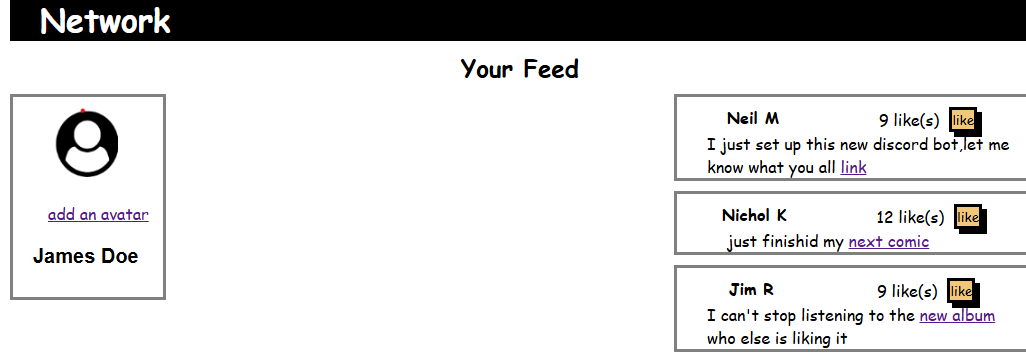 Network
Your Feed
add an avatar
James Doe
Neil M 9 like(s) like
I just set up this new discord bot,let me
know what you all link
Nichol K 12 like(s) like
just finishid my next comic
Jim R 9 like(s) like
I can't stop listening to the new album
who else is liking it